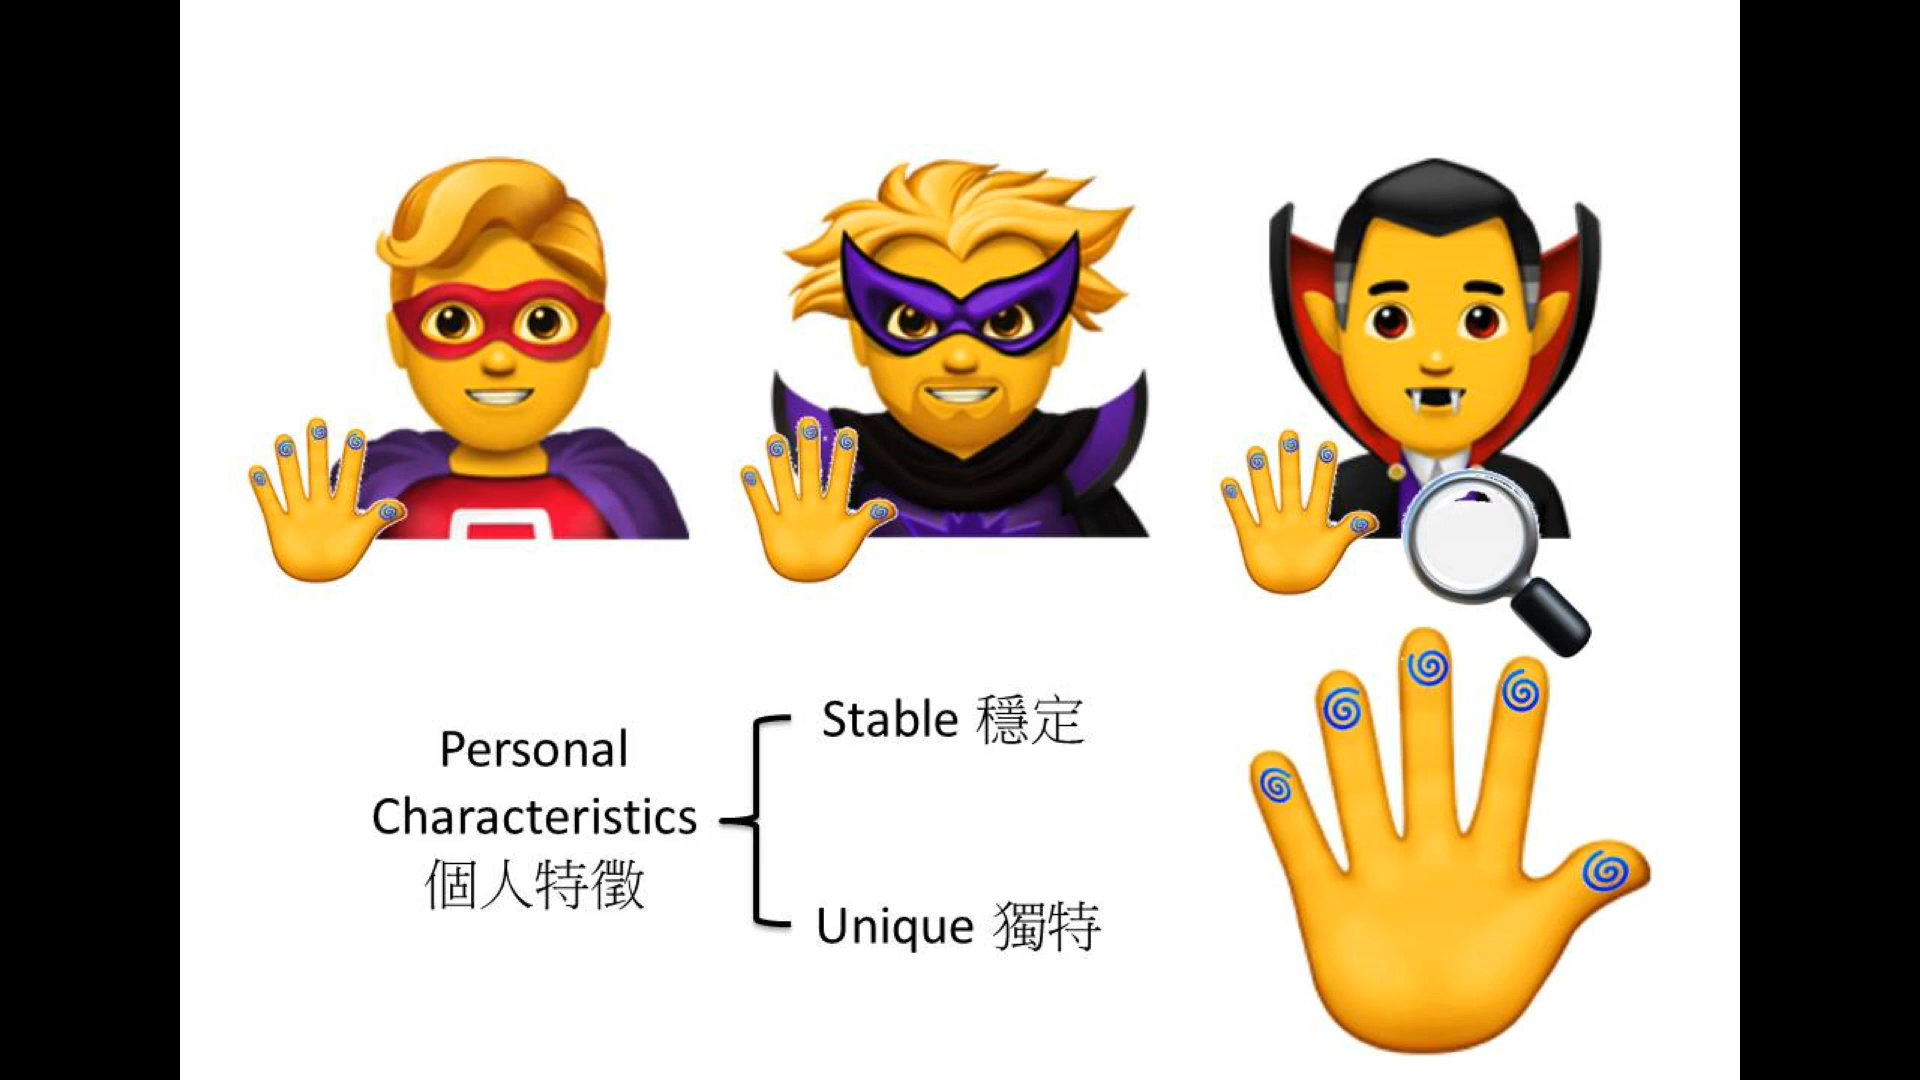 Personal
Characteristics
個人特徵
Stable 穩定
Unique 獨特